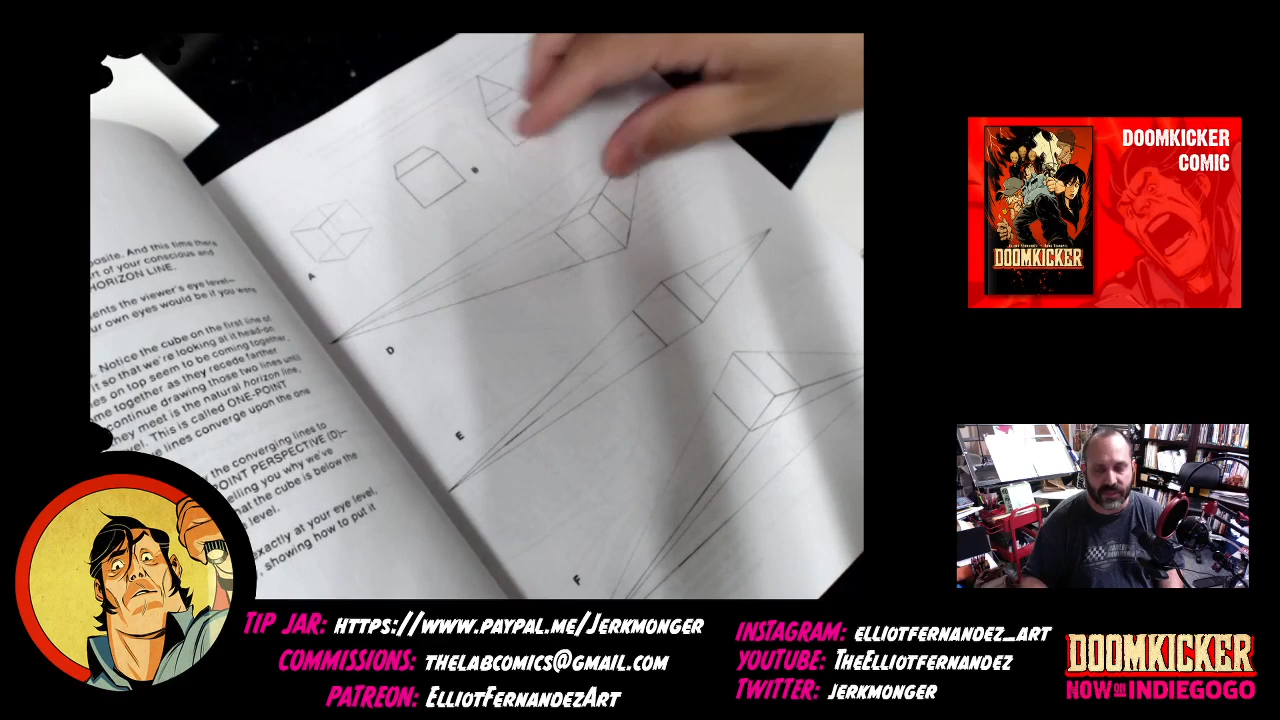 posite. And this time there
rt of your conscious and
HORIZON LINE.
ents the viewer's eye level—
ur own eyes would be if you were
. Notice the cube on the first line of
it so that we're looking at it head-on
es on top seem to be coming together,
me together as they recede farther
continue drawing those two lines until
hey meet is the natural horizon line,
vel. This is called ONE-POINT
e lines converge upon the one
the converging lines to
POINT PERSPECTIVE (D)—
elling you why we've
hat the cube is below the
level.
exactly at your eye level,
, showing how to put it
A
B
D
E
F
DOOMKICKER
COMIC
DOOMKICKER
TIP JAR: https://www.paypal.me/Jerkmonger
COMMISSIONS: thelabcomics@gmail.com
PATREON: ElliotFernandezArt
INSTAGRAM: elliotfernandez_art
YOUTUBE: TheElliotfernandez
TWITTER: jerkmonger
DOOMKICKER
NOW ON INDIEGOGO